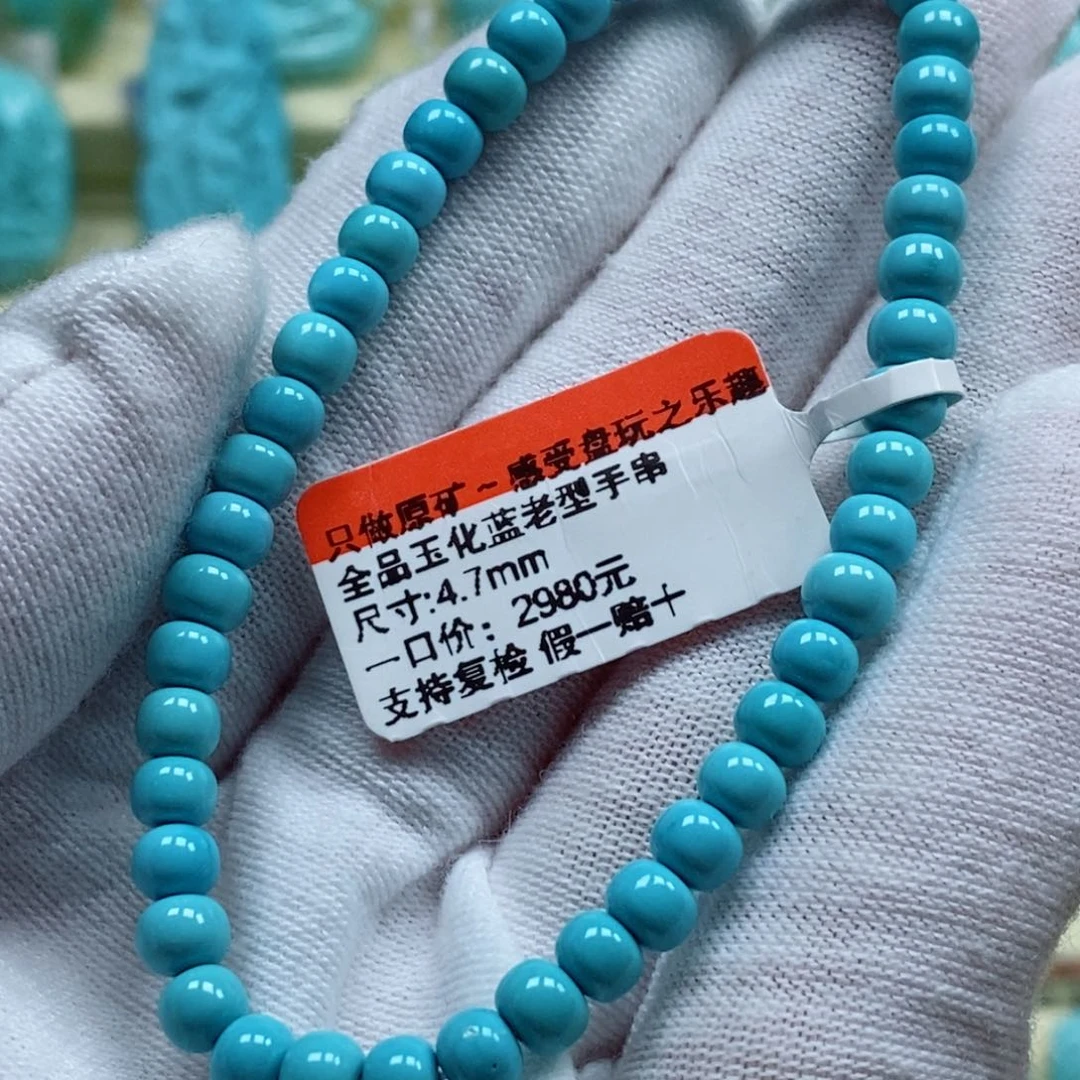 只做原矿~感受盘玩之乐趣
全品玉化蓝老型手串
尺寸:4.7mm
一口价：2980元
支持复检 假一赔十